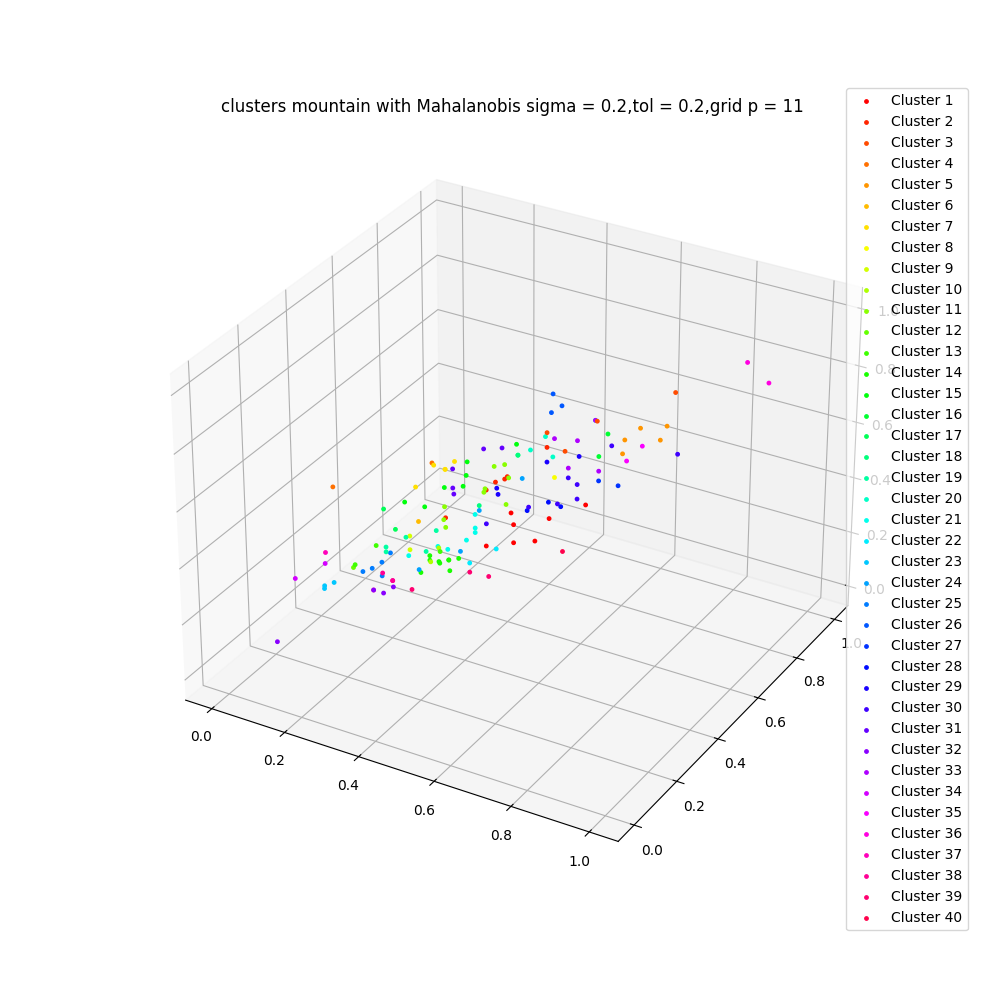 clusters mountain with Mahalanobis sigma = 0.2,tol = 0.2,grid p = 11
Cluster 1
Cluster 2
Cluster 3
Cluster 4
Cluster 5
Cluster 6
Cluster 7
Cluster 8
Cluster 9
Cluster 10
Cluster 11
Cluster 12
Cluster 13
Cluster 14
Cluster 15
Cluster 16
Cluster 17
Cluster 18
Cluster 19
Cluster 20
Cluster 21
Cluster 22
Cluster 23
Cluster 24
Cluster 25
Cluster 26
Cluster 27
Cluster 28
Cluster 29
Cluster 30
Cluster 31
Cluster 32
Cluster 33
Cluster 34
Cluster 35
Cluster 36
Cluster 37
Cluster 38
Cluster 39
Cluster 40
1.0
0.8
0.6
0.4
0.2
0.0
1.0
0.8
0.6
0.4
0.2
0.0
0.0
0.2
0.4
0.6
0.8
1.0